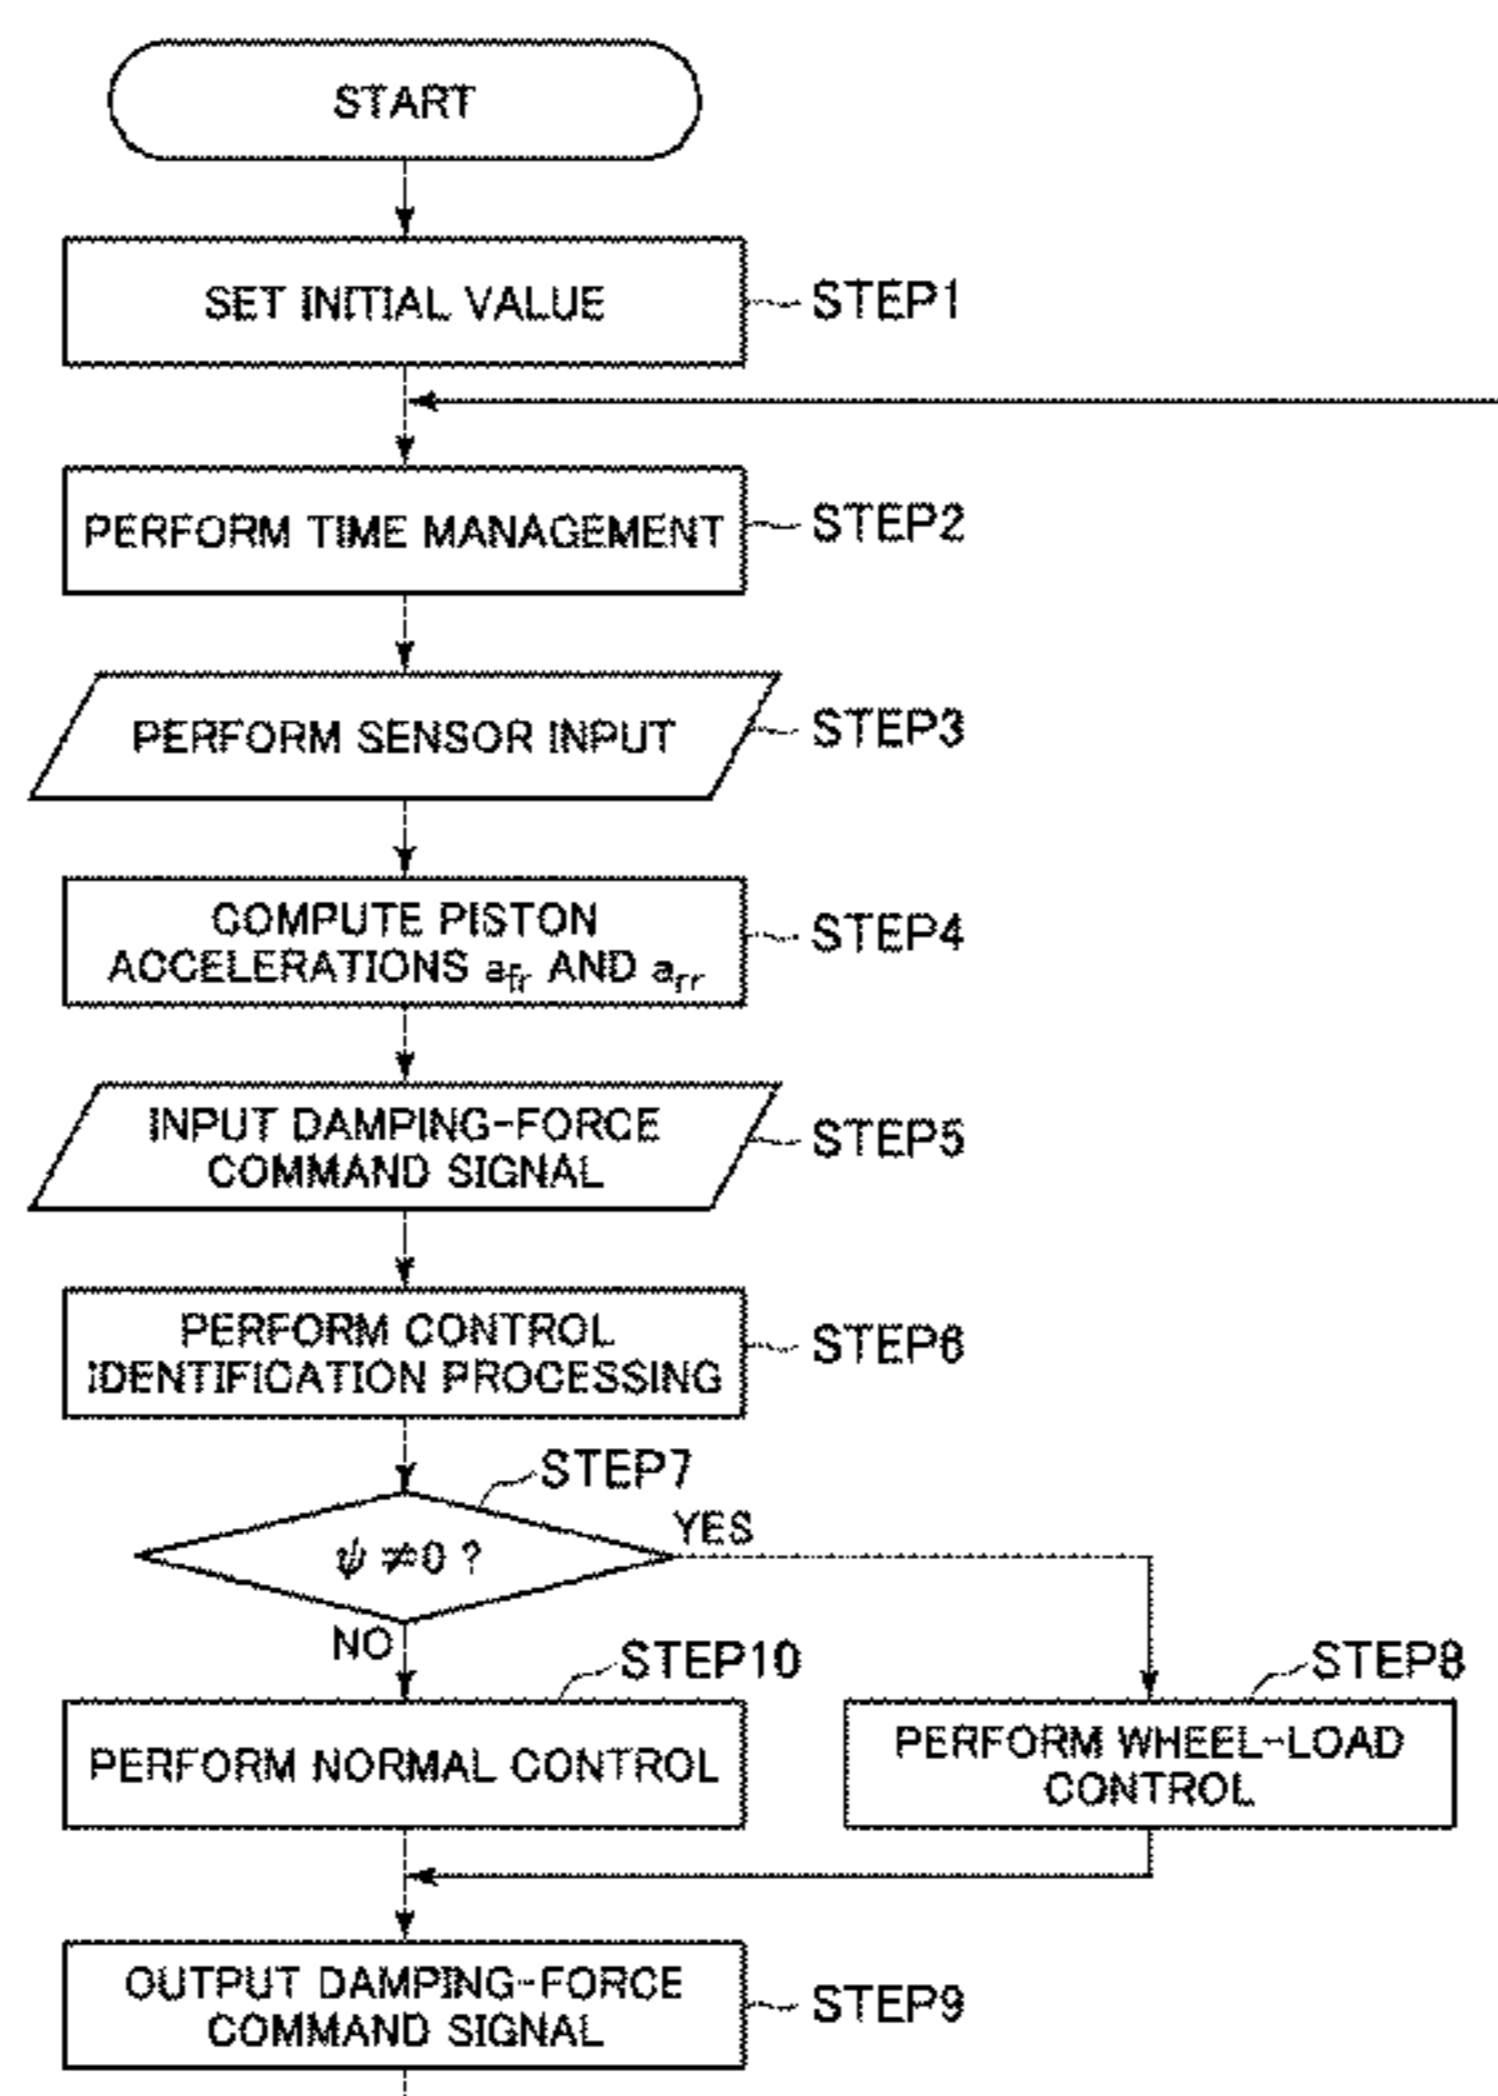 START
SET INITIAL VALUE
STEP1
PERFORM TIME MANAGEMENT
STEP2
PERFORM SENSOR INPUT
STEP3
COMPUTE PISTON
ACCELERATIONS afr AND arr
STEP4
INPUT DAMPING-FORCE
COMMAND SIGNAL
STEP5
PERFORM CONTROL
IDENTIFICATION PROCESSING
STEP6
STEP7
ψ ≠0 ?
YES
NO
STEP10
PERFORM NORMAL CONTROL
STEP8
PERFORM WHEEL-LOAD
CONTROL
OUTPUT DAMPING-FORCE
COMMAND SIGNAL
STEP9